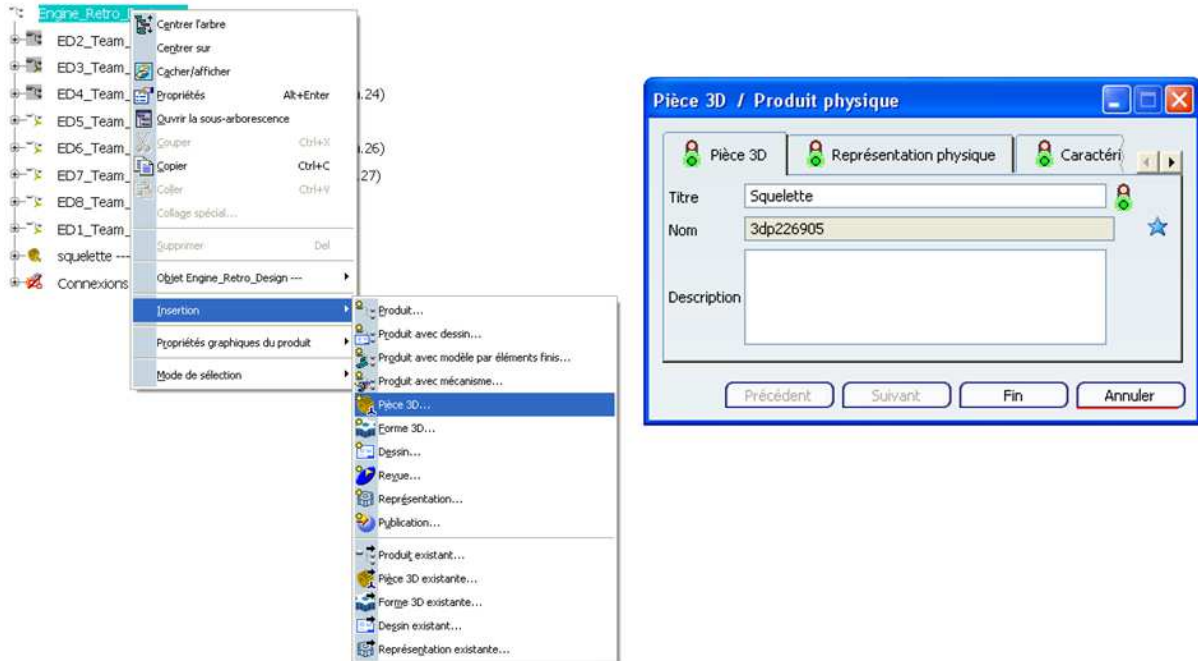 Engine_Retro_D
ED2_Team_
ED3_Team_
ED4_Team_
.24)
ED5_Team_
ED6_Team_
.26)
ED7_Team_
.27)
ED8_Team_
ED1_Team_
squelette ---
Connexions
Centrer l'arbre
Centrer sur
Cacher/afficher
Propriétés Alt+Enter
Ouvrir la sous-arborescence
Couper Ctrl+X
Copier Ctrl+C
Coller Ctrl+V
Collage spécial...
Supprimer Del
Objet Engine_Retro_Design ---
Insertion
Propriétés graphiques du produit
Mode de sélection
Produit...
Produit avec dessin...
Produit avec modèle par éléments finis...
Produit avec mécanisme...
Pièce 3D...
Forme 3D...
Dessin...
Revue...
Représentation...
Publication...
Produit existant...
Pièce 3D existante...
Forme 3D existante...
Dessin existant...
Représentation existante...
Pièce 3D / Produit physique
Pièce 3D Représentation physique Caractéri
Titre Squelette
Nom 3dp226905
Description
Précédent Suivant Fin Annuler